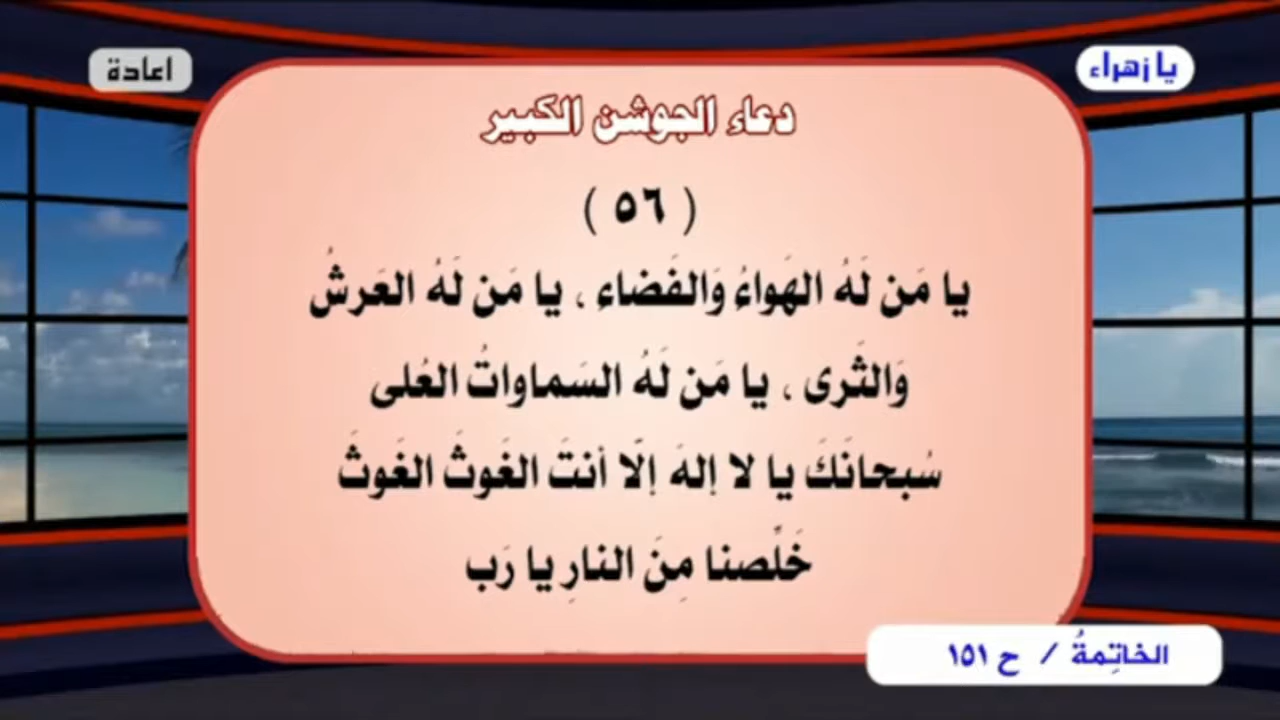 يا زهراء
اعادة
دعاء الجوشن الكبير
( ٥٦ )
يا مَن لَهُ الهَواءُ وَالفَضاءِ ، يا مَن لَهُ العَرشُ
وَالثَرى ، يا مَن لَهُ السَماواتُ العُلى
سُبحانَكَ يا لا إلهَ إلّا أنتَ الغَوثَ الغَوثَ
خَلِّصنا مِنَ النارِ يا رَب
الخاتِمةُ / ح ١٥١